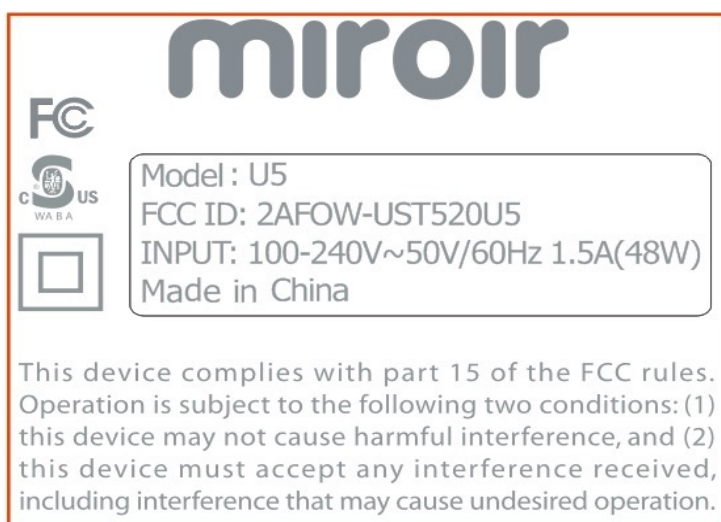 miroir
FC
c S us
WABA
Model: U5
FCC ID: 2AFOW-UST520U5
INPUT: 100-240V~50V/60Hz 1.5A(48W)
Made in China
This device complies with part 15 of the FCC rules.
Operation is subject to the following two conditions: (1)
this device may not cause harmful interference, and (2)
this device must accept any interference received,
including interference that may cause undesired operation.